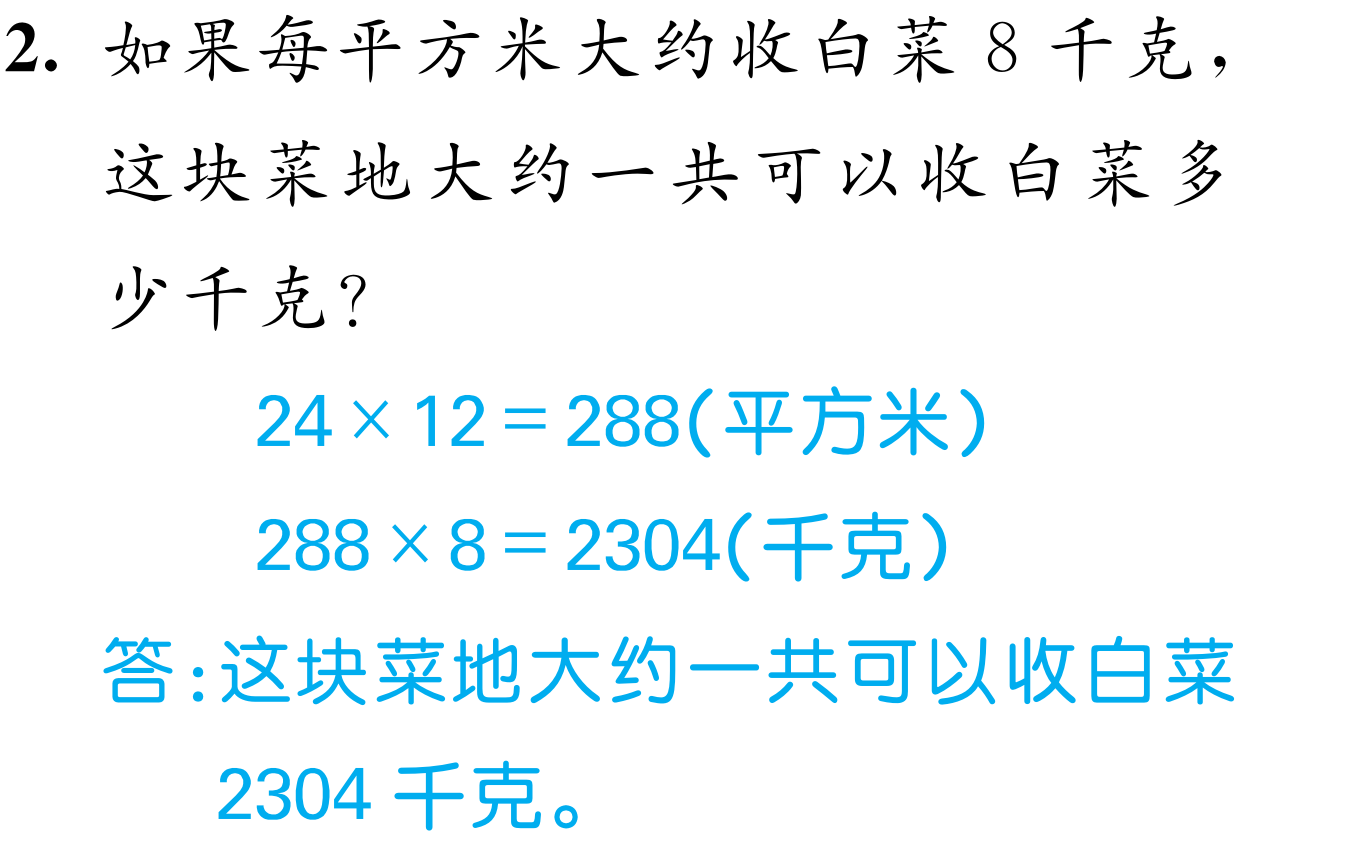 2. 如果每平方米大约收白菜 8 千克，
这块菜地大约一共可以收白菜多
少千克？
24 × 12 = 288(平方米)
288 × 8 = 2304(千克)
答:这块菜地大约一共可以收白菜
2304 千克。